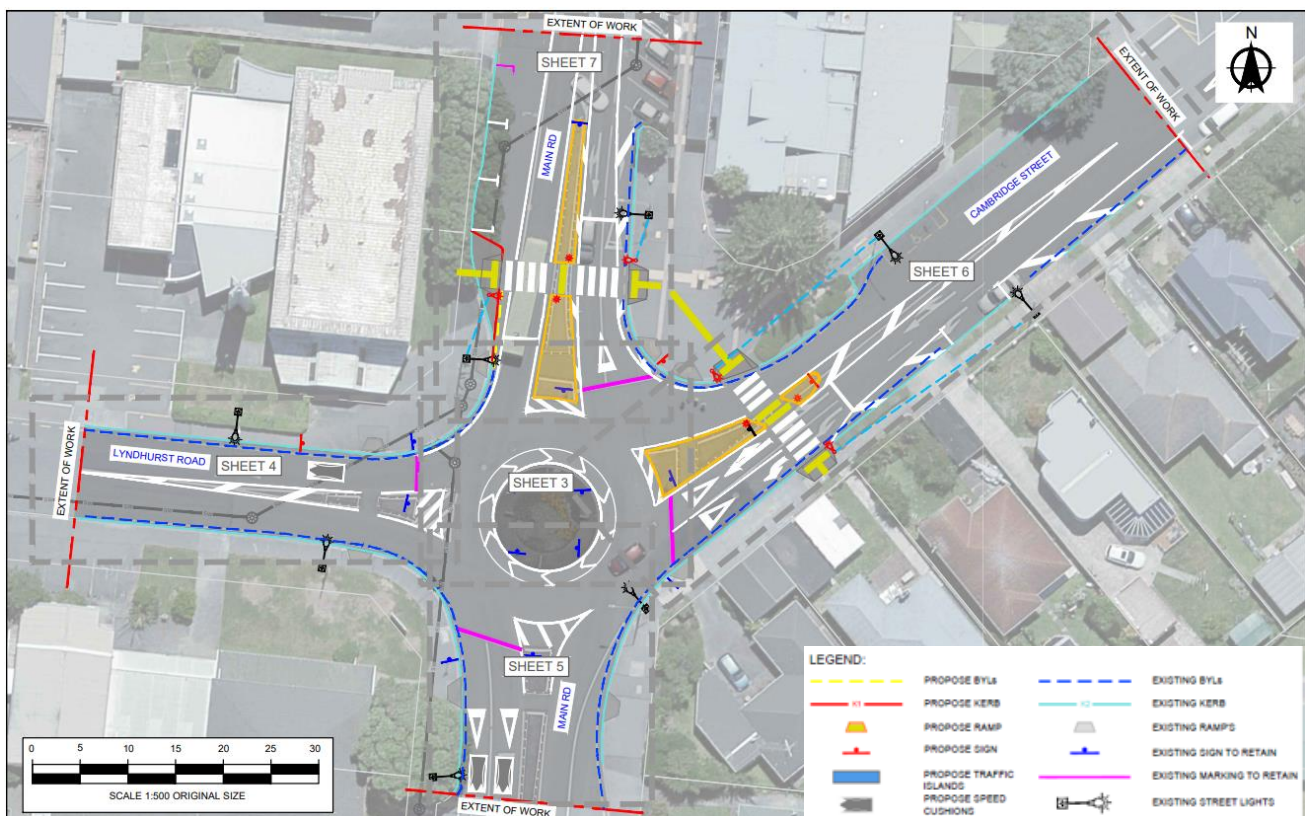 EXTENT OF WORK
SHEET 7
N
EXTENT OF WORK
MAIN RD
CAMBRIDGE STREET
SHEET 6
LYNDHURST ROAD
SHEET 4
EXTENT OF WORK
SHEET 3
SHEET 5
MAIN RD
EXTENT OF WORK
0 5 10 15 20 25 30
SCALE 1:500 ORIGINAL SIZE
LEGEND:
PROPOSE BYLs
EXISTING BYLs
K1
PROPOSE KERB
K2
EXISTING KERB
PROPOSE RAMP
EXISTING RAMP'S
PROPOSE SIGN
EXISTING SIGN TO RETAIN
PROPOSE TRAFFIC
ISLANDS
EXISTING MARKING TO RETAIN
PROPOSE SPEED
CUSHIONS
EXISTING STREET LIGHTS